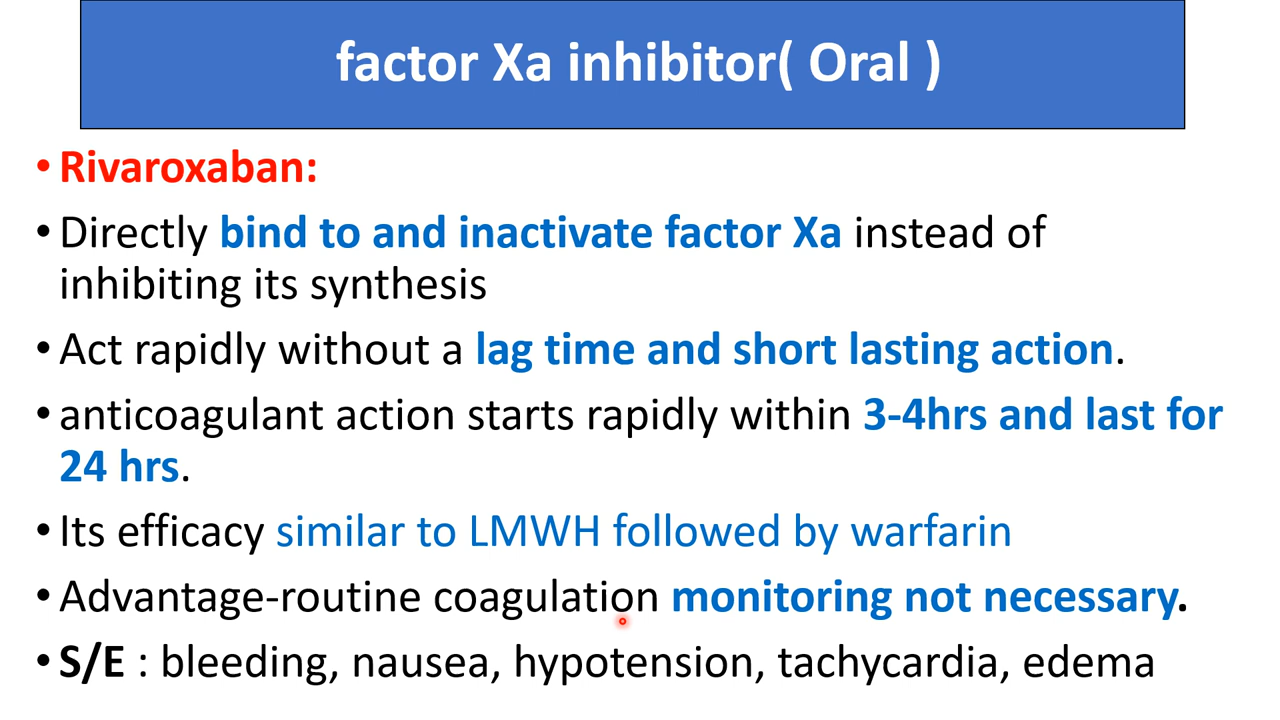 factor Xa inhibitor( Oral )
• Rivaroxaban:
• Directly bind to and inactivate factor Xa instead of
inhibiting its synthesis
• Act rapidly without a lag time and short lasting action.
• anticoagulant action starts rapidly within 3-4hrs and last for
24 hrs.
• Its efficacy similar to LMWH followed by warfarin
• Advantage-routine coagulation monitoring not necessary.
• S/E : bleeding, nausea, hypotension, tachycardia, edema